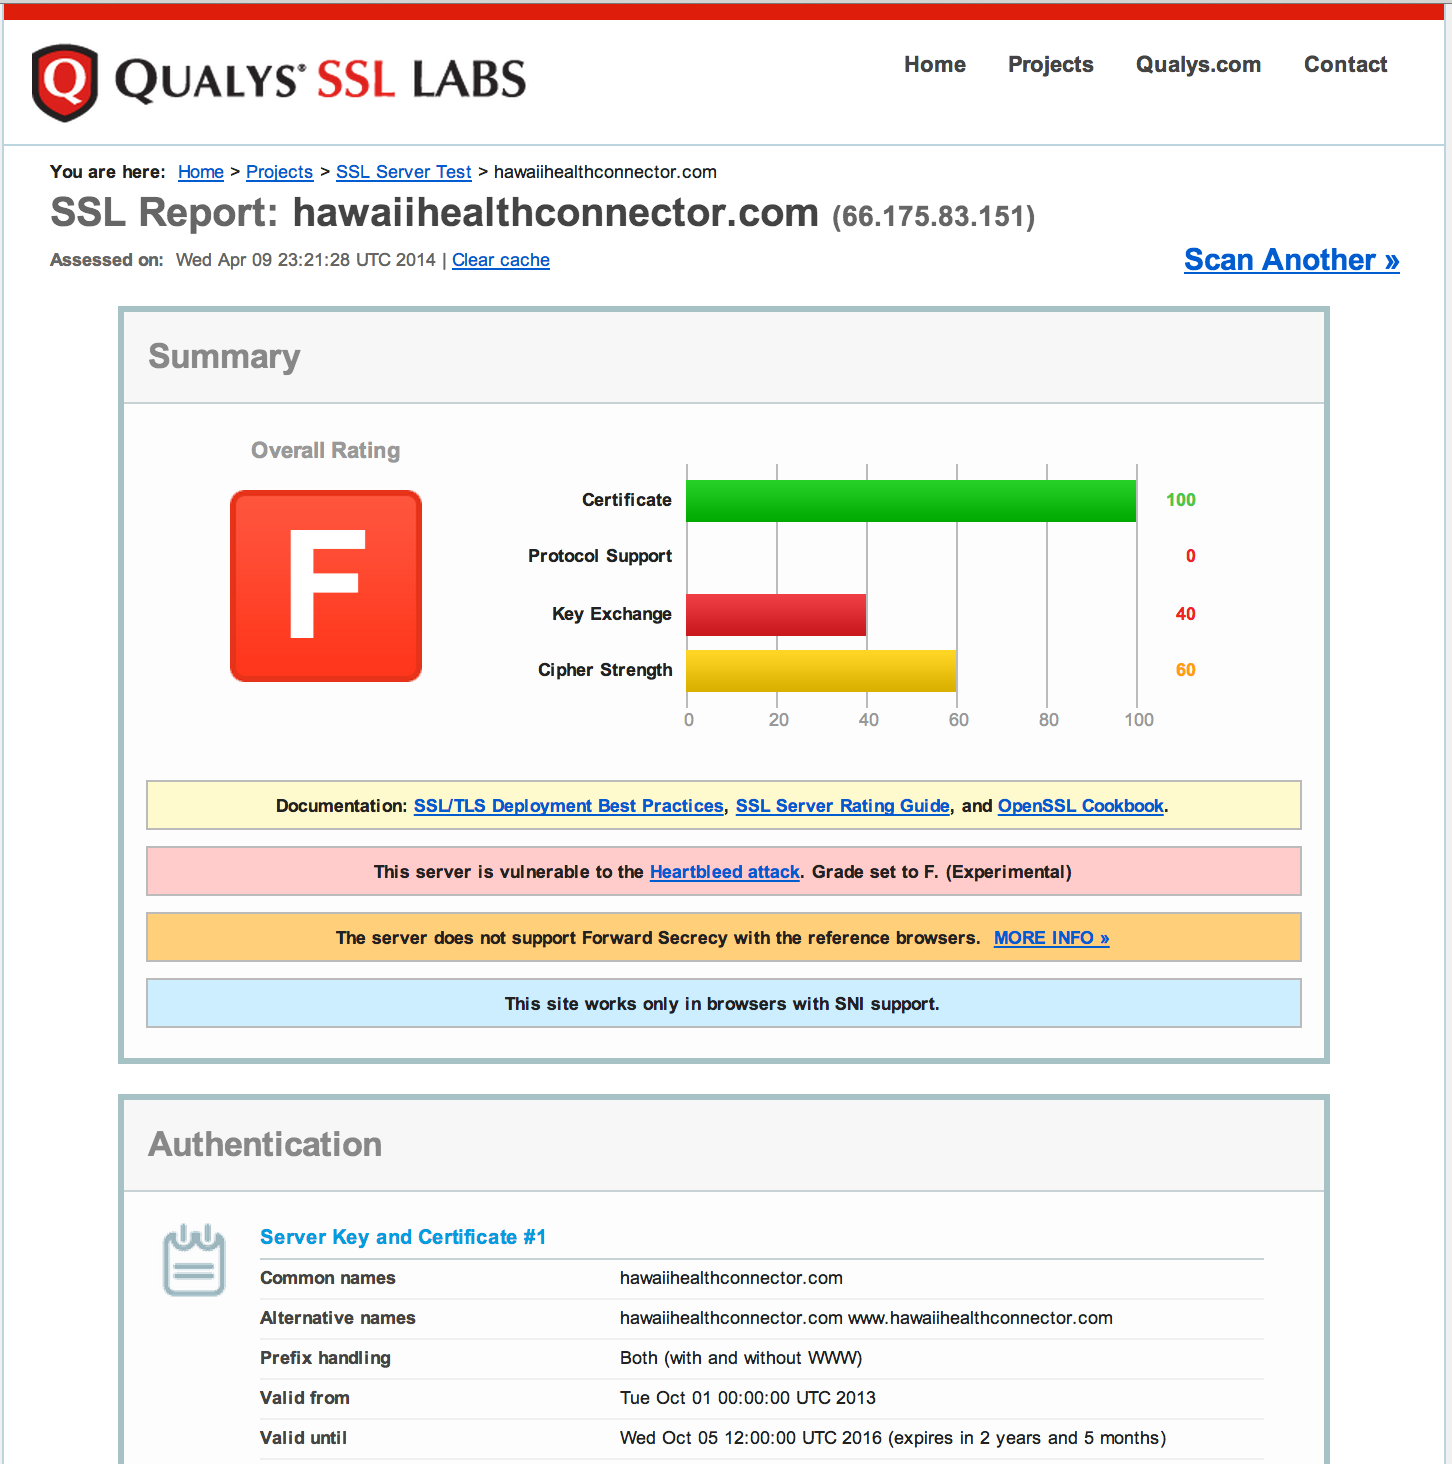 QUALYS® SSL LABS
Home Projects Qualys.com Contact
You are here: Home > Projects > SSL Server Test > hawaiihealthconnector.com
SSL Report: hawaiihealthconnector.com (66.175.83.151)
Assessed on: Wed Apr 09 23:21:28 UTC 2014 | Clear cache
Scan Another »
Summary
Overall Rating
F
Certificate 100
Protocol Support 0
Key Exchange 40
Cipher Strength 60
0 20 40 60 80 100
Documentation: SSL/TLS Deployment Best Practices, SSL Server Rating Guide, and OpenSSL Cookbook.
This server is vulnerable to the Heartbleed attack. Grade set to F. (Experimental)
The server does not support Forward Secrecy with the reference browsers. MORE INFO »
This site works only in browsers with SNI support.
Authentication
Server Key and Certificate #1
Common names hawaiihealthconnector.com
Alternative names hawaiihealthconnector.com www.hawaiihealthconnector.com
Prefix handling Both (with and without WWW)
Valid from Tue Oct 01 00:00:00 UTC 2013
Valid until Wed Oct 05 12:00:00 UTC 2016 (expires in 2 years and 5 months)